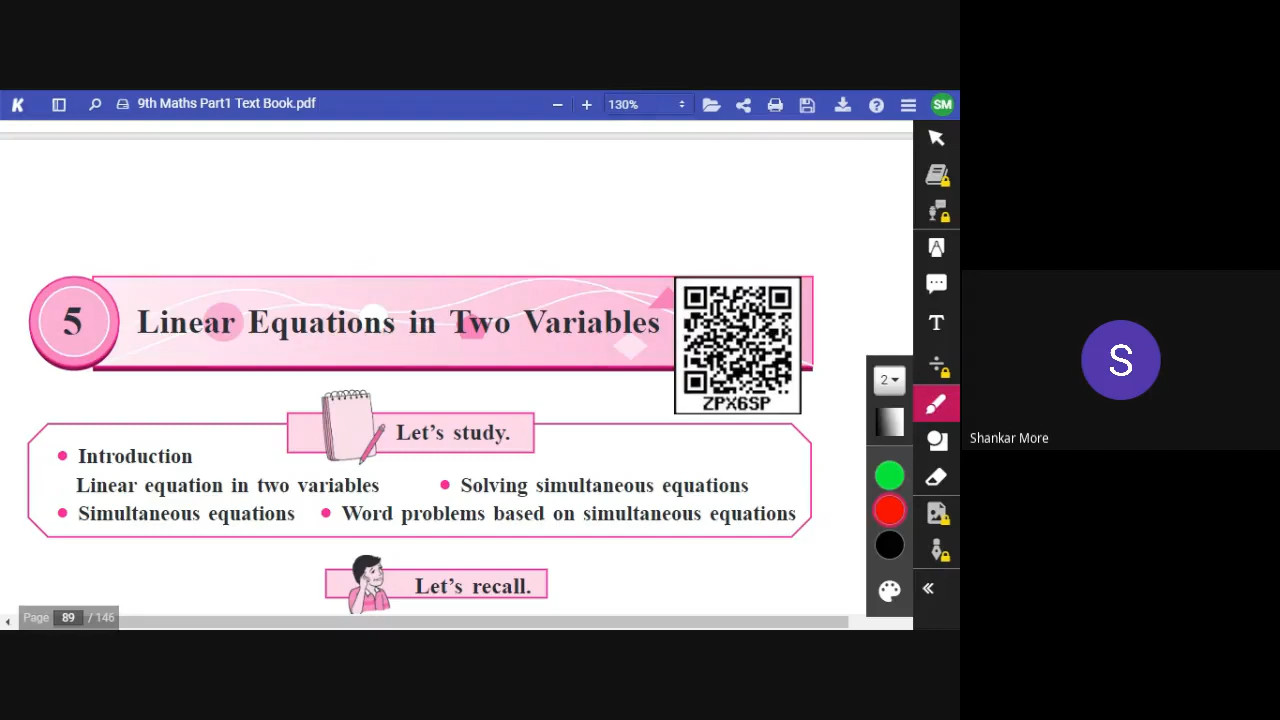 9th Maths Part1 Text Book.pdf
130%
SM
5
Linear Equations in Two Variables
ZPX6SP
Let's study.
Introduction
Linear equation in two variables
Solving simultaneous equations
Simultaneous equations
Word problems based on simultaneous equations
Let's recall.
Page 89 / 146
2
T
S
Shankar More